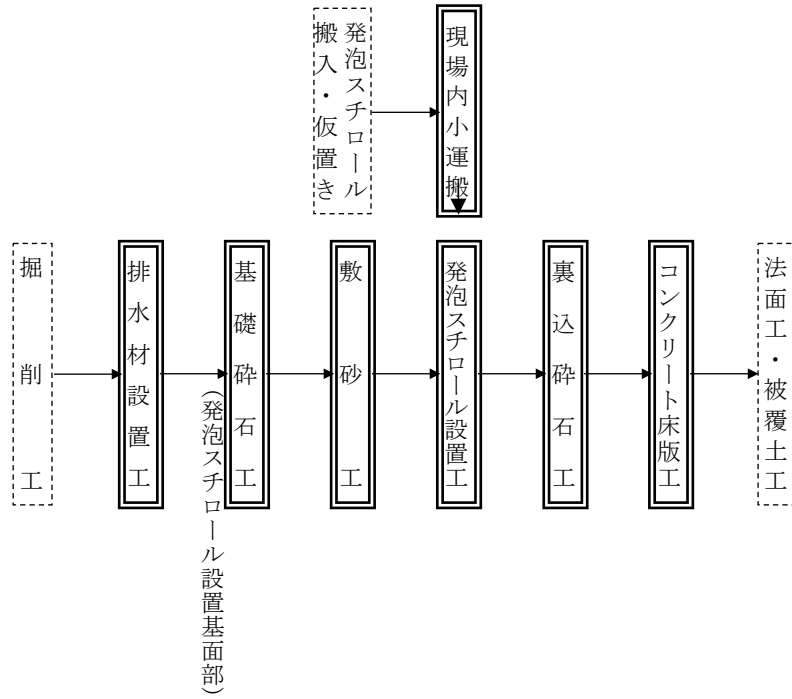 発泡スチロール
搬入・仮置き
現場内小運搬
掘削工
排水材設置工
基礎砕石工
(発泡スチロール設置基面部)
敷砂工
発泡スチロール設置工
裏込砕石工
コンクリート床版工
法面工・被覆土工